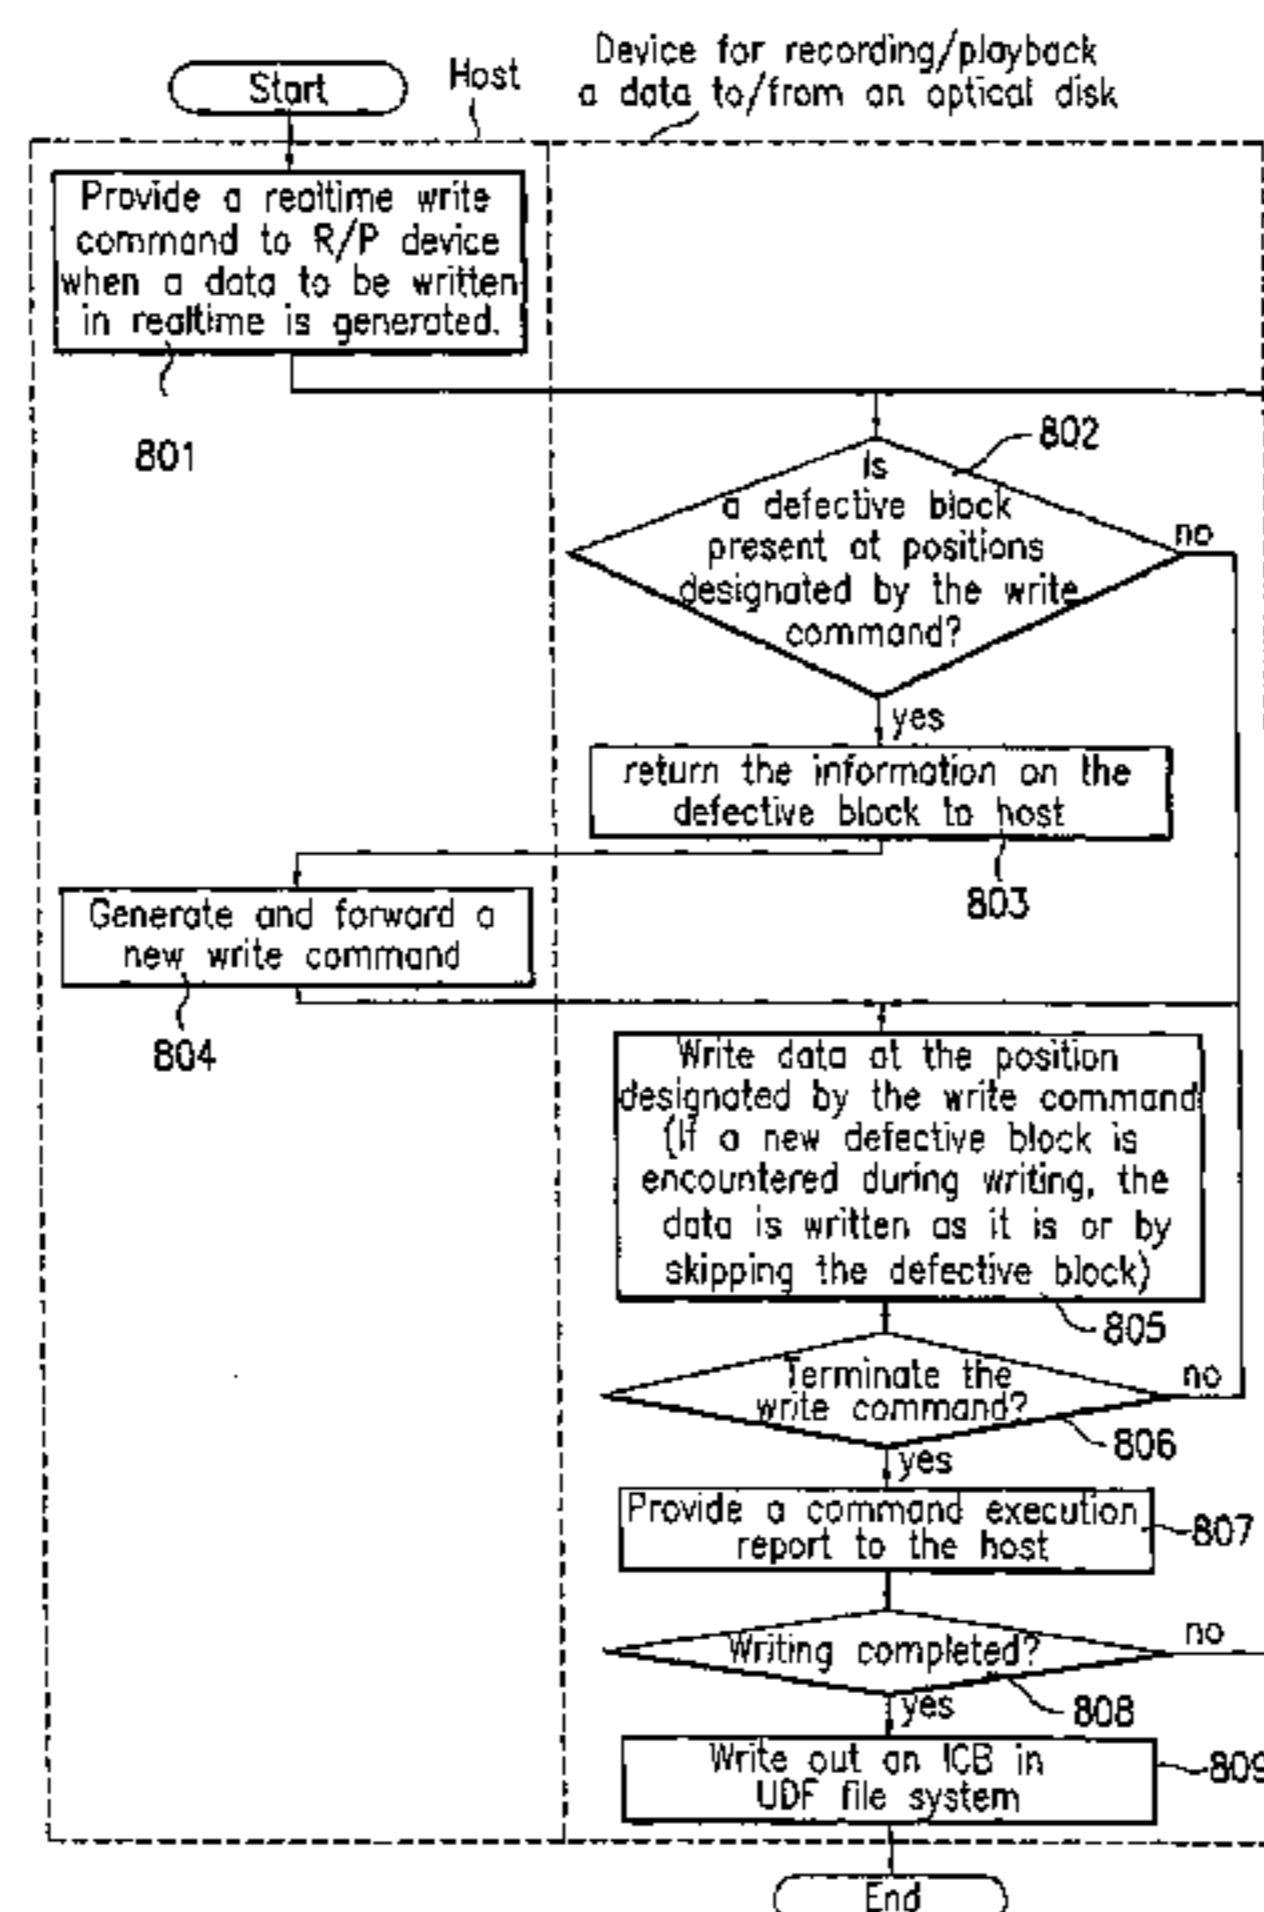 Start
Host
Device for recording/playback
a data to/from an optical disk
Provide a realtime write
command to R/P device
when a data to be written
in realtime is generated.
801
802
Is
a defective block
present at positions
designated by the write
command?
no
yes
return the information on the
defective block to host
803
Generate and forward a
new write command
804
Write data at the position
designated by the write command
(If a new defective block is
encountered during writing, the
data is written as it is or by
skipping the defective block)
805
Terminate the
write command?
no
806
yes
Provide a command execution
report to the host
807
Writing completed?
no
808
yes
Write out an ICB in
UDF file system
809
End